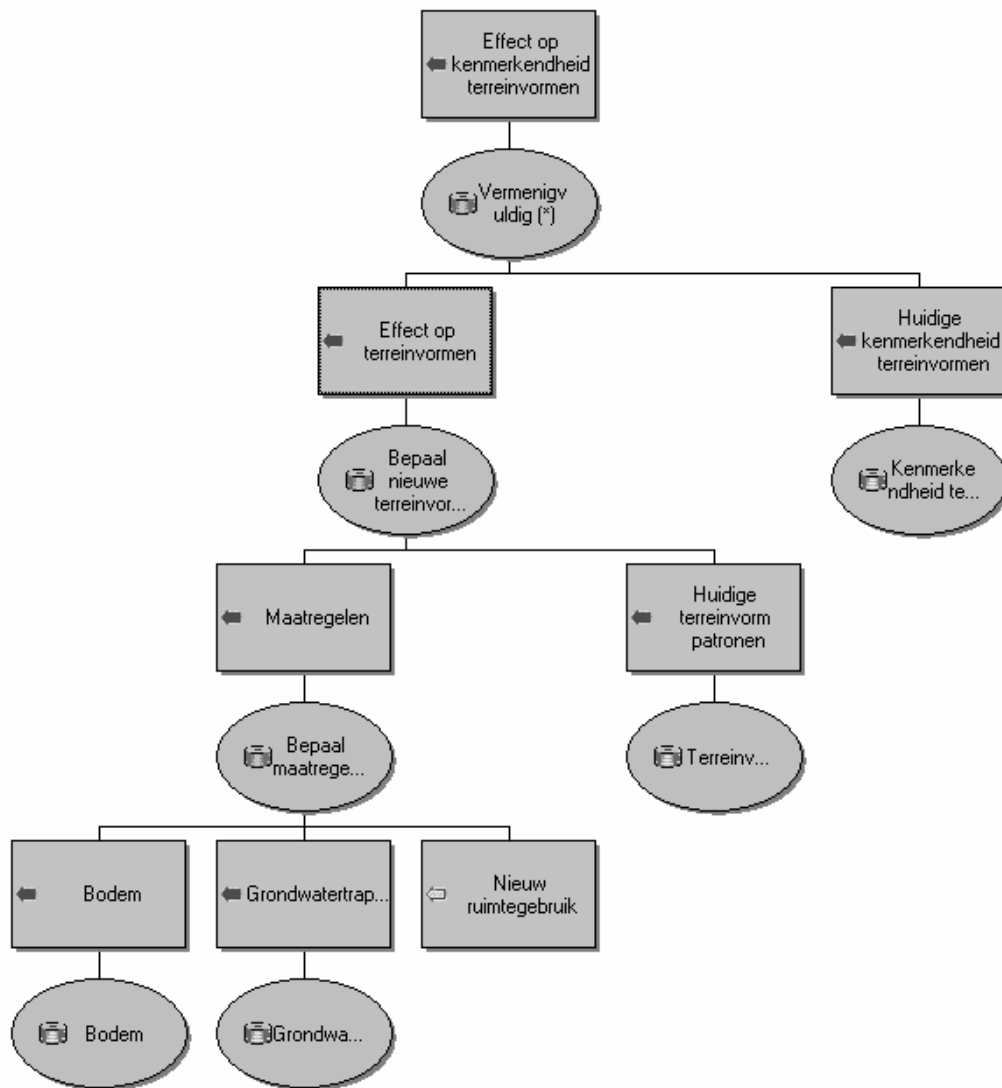 Effect op
kenmerkendheid
terreinvormen
Vermenigv
uldig (*)
Effect op
terreinvormen
Huidige
kenmerkendheid
terreinvormen
Bepaal
nieuwe
terreinvor...
Kenmerke
ndheid te...
Maatregelen
Huidige
terreinvorm
patronen
Bepaal
maatrege...
Terreinv...
Bodem
Grondwatertrap...
Nieuw
ruimtegebruik
Bodem
Grondwa...